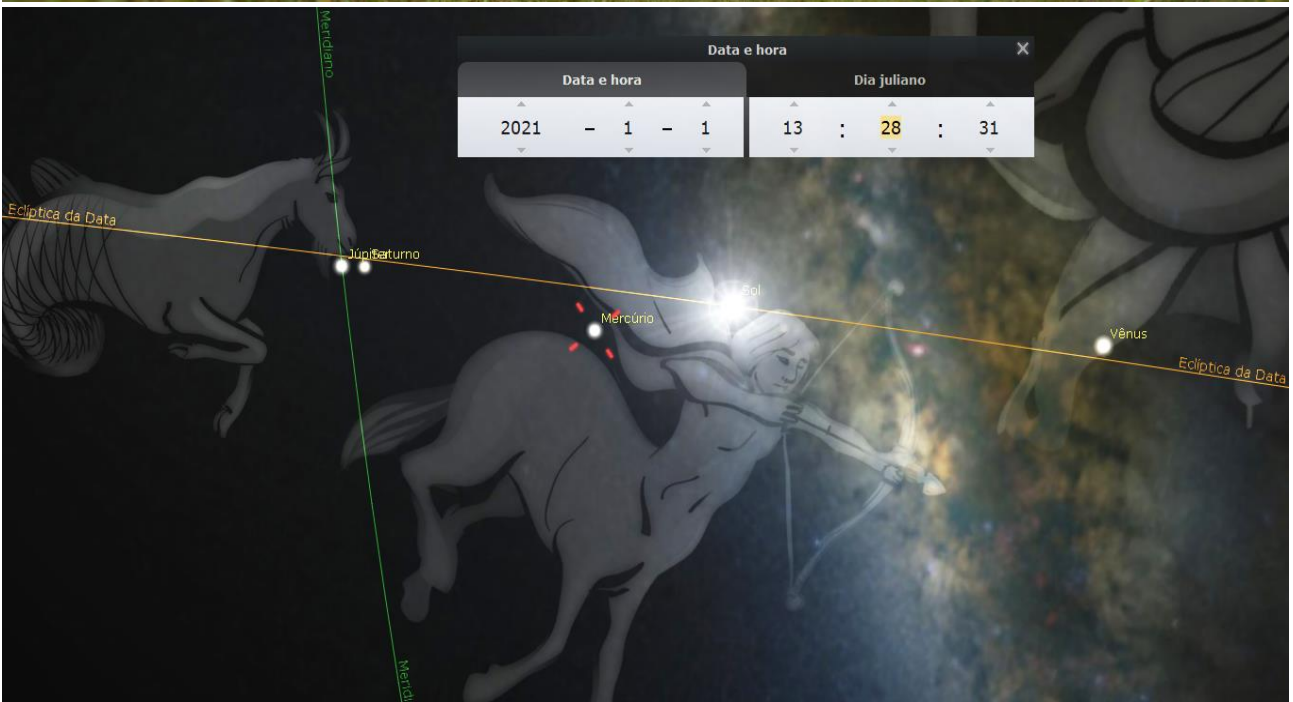 Meridiano
Data e hora X
Data e hora Dia juliano
2021 - 1 - 1 13 : 28 : 31
Eclíptica da Data
Júpiter Saturno
Sol
Mercúrio
Vênus
Eclíptica da Data
Merid